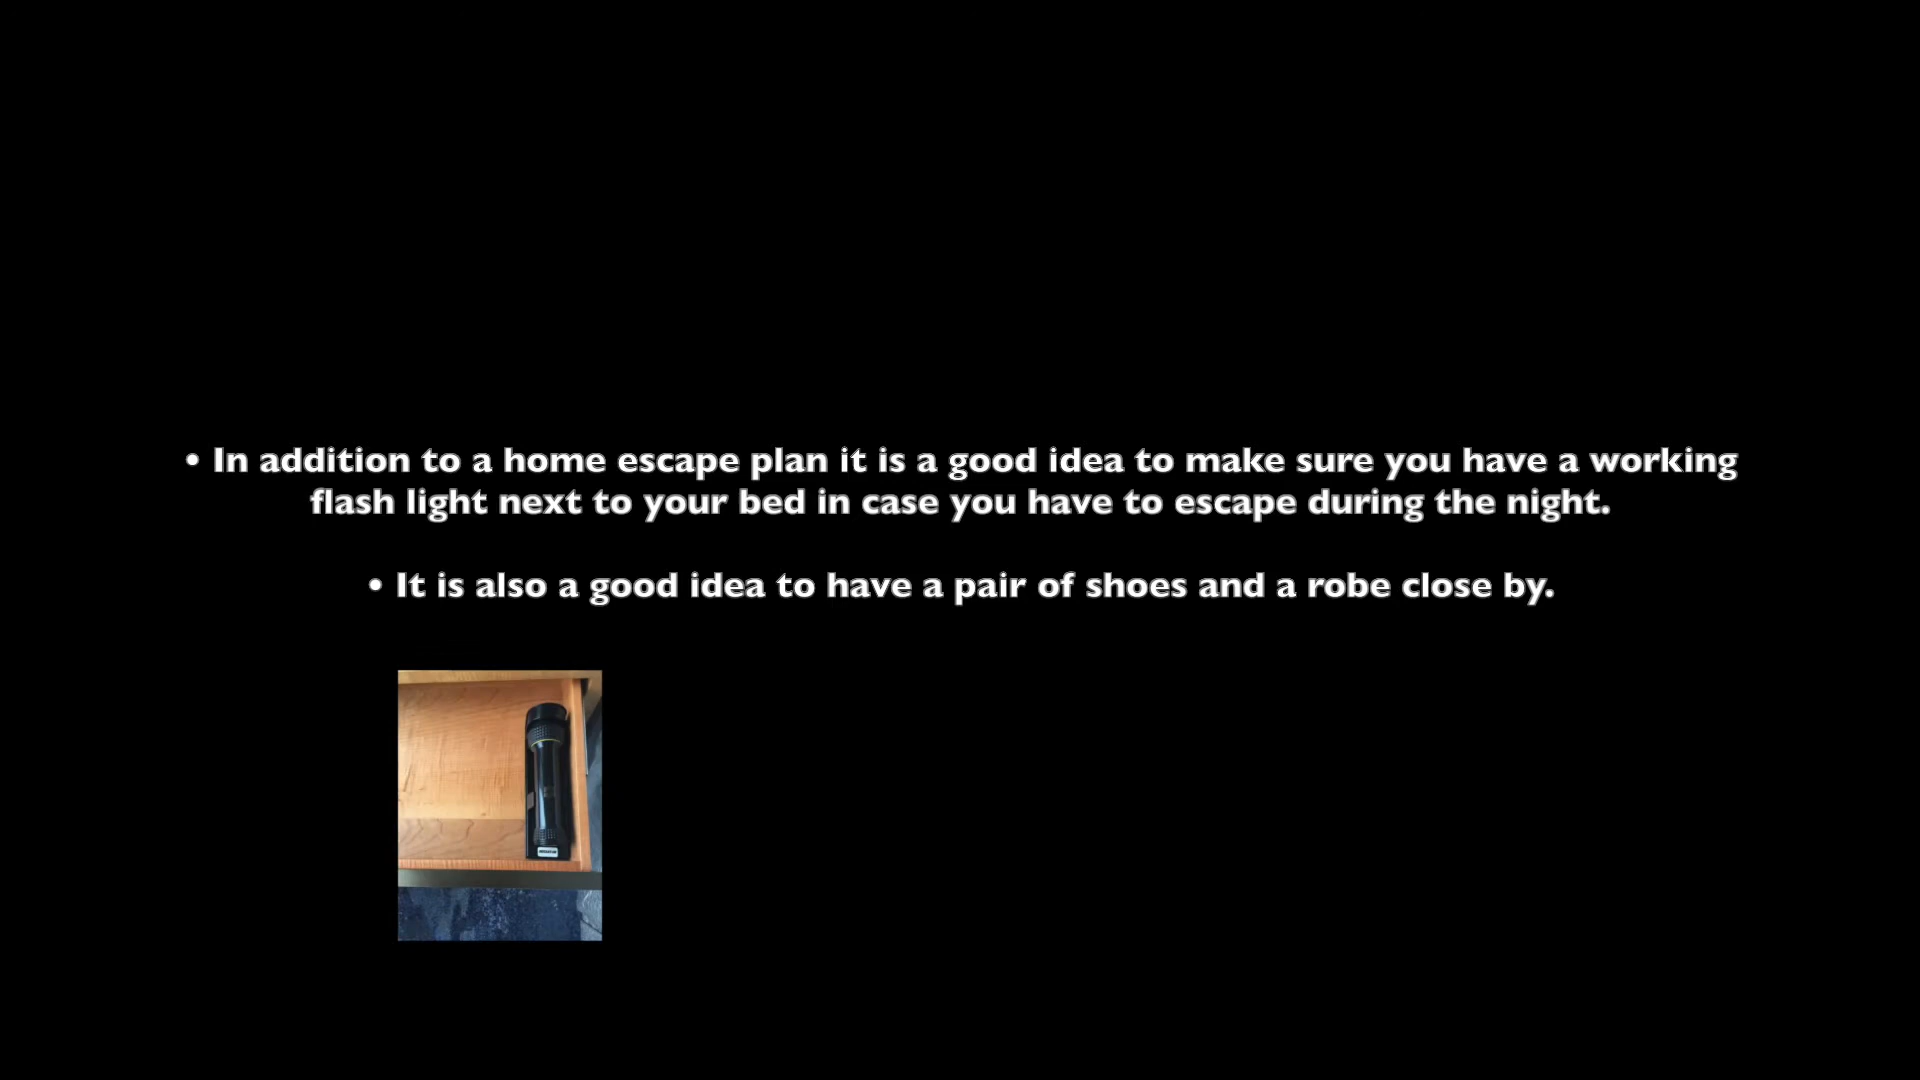 • In addition to a home escape plan it is a good idea to make sure you have a working
flash light next to your bed in case you have to escape during the night.
• It is also a good idea to have a pair of shoes and a robe close by.